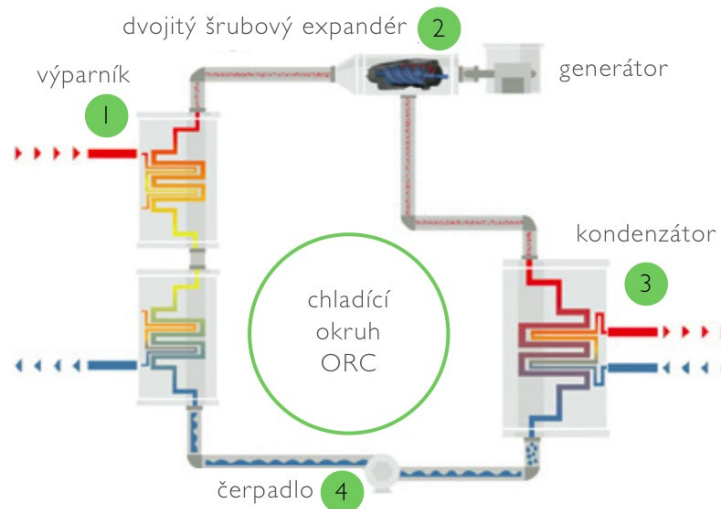 dvojitý šrubový expandér 2
výparník
1
generátor
kondenzátor
3
chladící
okruh
ORC
čerpadlo 4